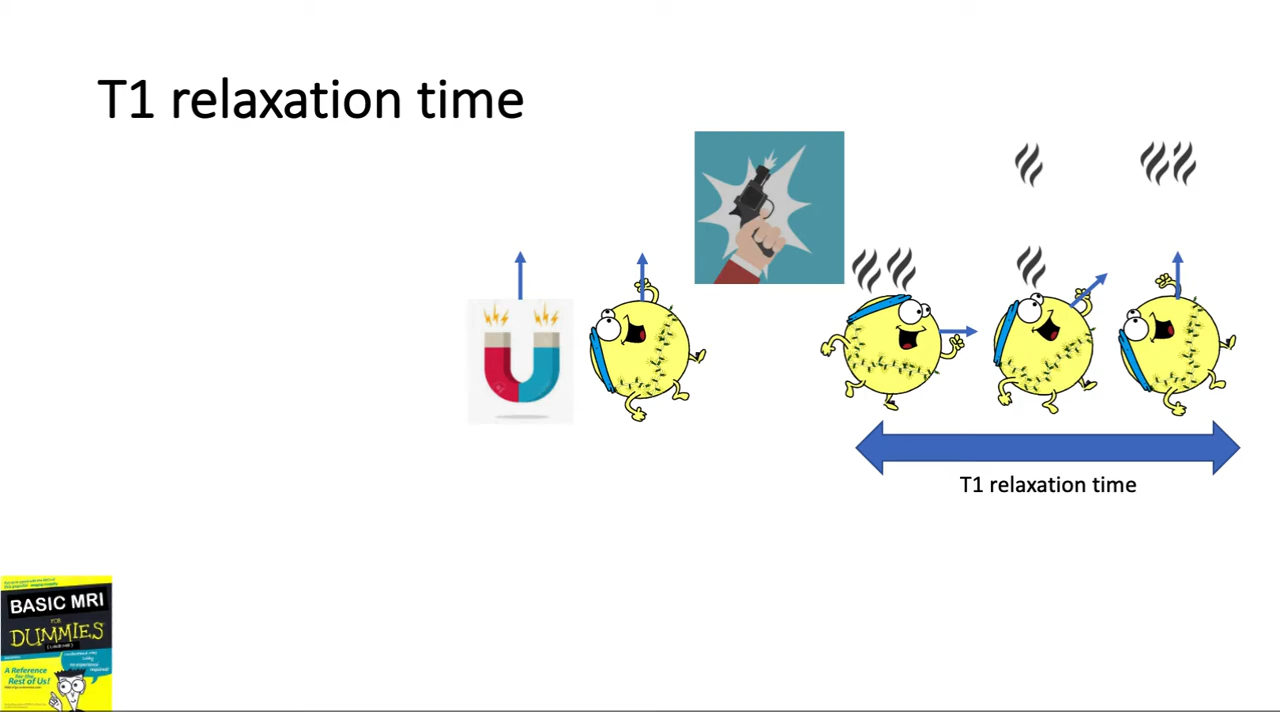 T1 relaxation time
T1 relaxation time
BASIC MRI
FOR
DUMMIES
A Reference
for the
Rest of Us!